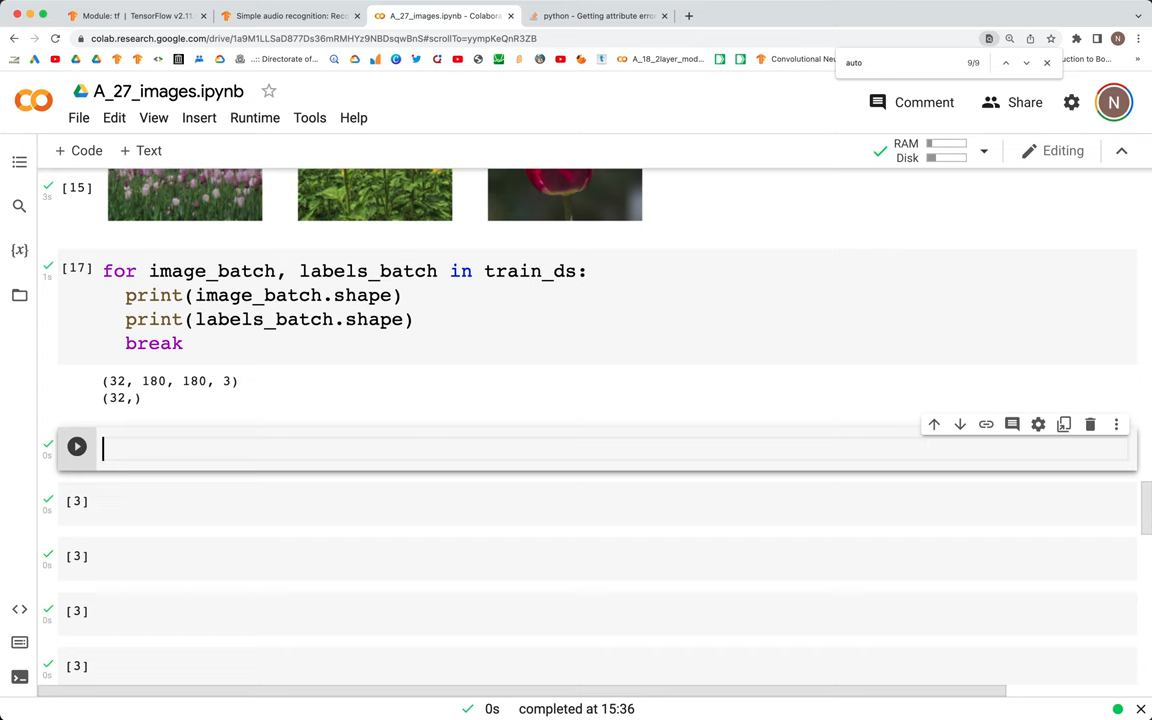 Module: tf | TensorFlow v2.11.
Simple audio recognition: Reco
A_27_images.ipynb - Colabora
python - Getting attribute erro
colab.research.google.com/drive/1a9M1LLSaD877Ds36mRMHYz9NBDsqwBnS#scrollTo=yympKeQnR3ZC
N
..:: Directorate of...
A_18_2layer_mod...
Convolutional Neu
ction to Bo...
auto
9/9
A_27_images.ipynb
Comment
Share
N
File Edit View Insert Runtime Tools Help
+ Code + Text
RAM
Disk
Editing
[15]
3s
[17] for image_batch, labels_batch in train_ds:
1s
print(image_batch.shape)
print(labels_batch.shape)
break
(32, 180, 180, 3)
(32,)
0s
[3]
0s
[3]
0s
[3]
0s
[3]
0s
0s completed at 15:36